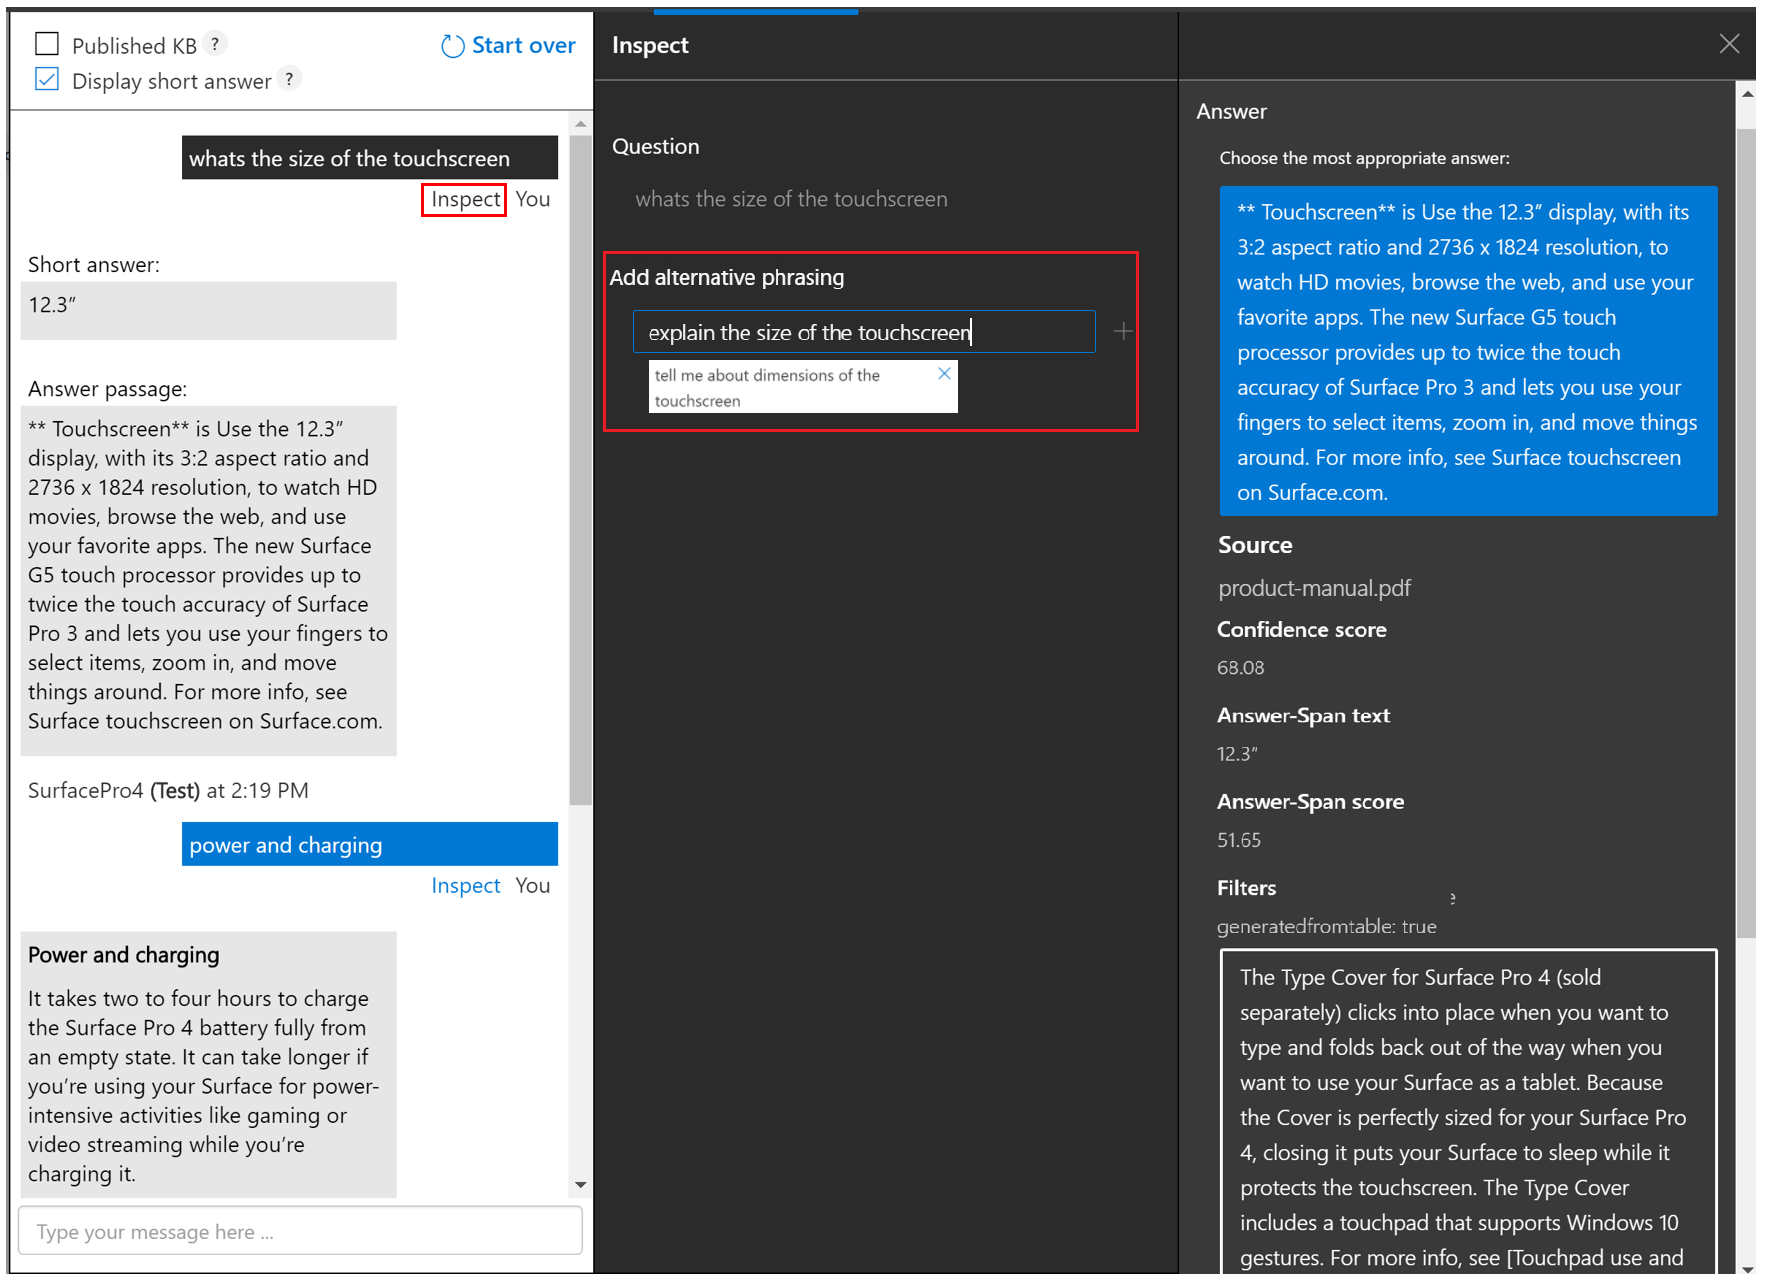 Published KB ?
Start over
Display short answer ?
whats the size of the touchscreen
Inspect You
Short answer:
12.3”
Answer passage:
** Touchscreen** is Use the 12.3”
display, with its 3:2 aspect ratio and
2736 x 1824 resolution, to watch HD
movies, browse the web, and use
your favorite apps. The new Surface
G5 touch processor provides up to
twice the touch accuracy of Surface
Pro 3 and lets you use your fingers to
select items, zoom in, and move
things around. For more info, see
Surface touchscreen on Surface.com.
SurfacePro4 (Test) at 2:19 PM
power and charging
Inspect You
Power and charging
It takes two to four hours to charge
the Surface Pro 4 battery fully from
an empty state. It can take longer if
you’re using your Surface for power-
intensive activities like gaming or
video streaming while you’re
charging it.
Type your message here ...
Inspect
Question
whats the size of the touchscreen
Add alternative phrasing
explain the size of the touchscreen
tell me about dimensions of the
touchscreen
Answer
Choose the most appropriate answer:
** Touchscreen** is Use the 12.3” display, with its
3:2 aspect ratio and 2736 x 1824 resolution, to
watch HD movies, browse the web, and use your
favorite apps. The new Surface G5 touch
processor provides up to twice the touch
accuracy of Surface Pro 3 and lets you use your
fingers to select items, zoom in, and move things
around. For more info, see Surface touchscreen
on Surface.com.
Source
product-manual.pdf
Confidence score
68.08
Answer-Span text
12.3”
Answer-Span score
51.65
Filters
generatedfromtable: true
The Type Cover for Surface Pro 4 (sold
separately) clicks into place when you want to
type and folds back out of the way when you
want to use your Surface as a tablet. Because
the Cover is perfectly sized for your Surface Pro
4, closing it puts your Surface to sleep while it
protects the touchscreen. The Type Cover
includes a touchpad that supports Windows 10
gestures. For more info, see [Touchpad use and